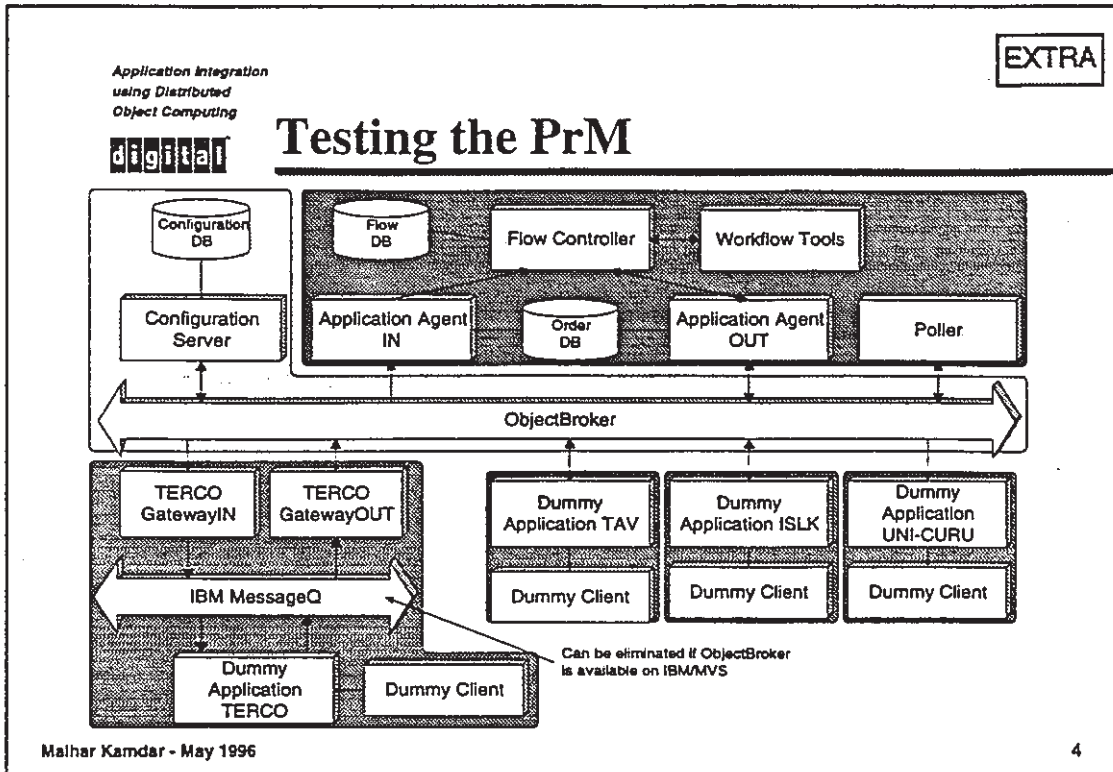 EXTRA
Application Integration
using Distributed
Object Computing
digital
Testing the PrM
Configuration
DB
Flow
DB
Flow Controller
Workflow Tools
Configuration
Server
Application Agent
IN
Order
DB
Application Agent
OUT
Poller
ObjectBroker
TERCO
GatewayIN
TERCO
GatewayOUT
Dummy
Application TAV
Dummy
Application ISLK
Dummy
Application
UNI-CURU
IBM MessageQ
Dummy Client
Dummy Client
Dummy Client
Can be eliminated if ObjectBroker
is available on IBM/MVS
Dummy
Application
TERCO
Dummy Client
Malhar Kamdar - May 1996
4